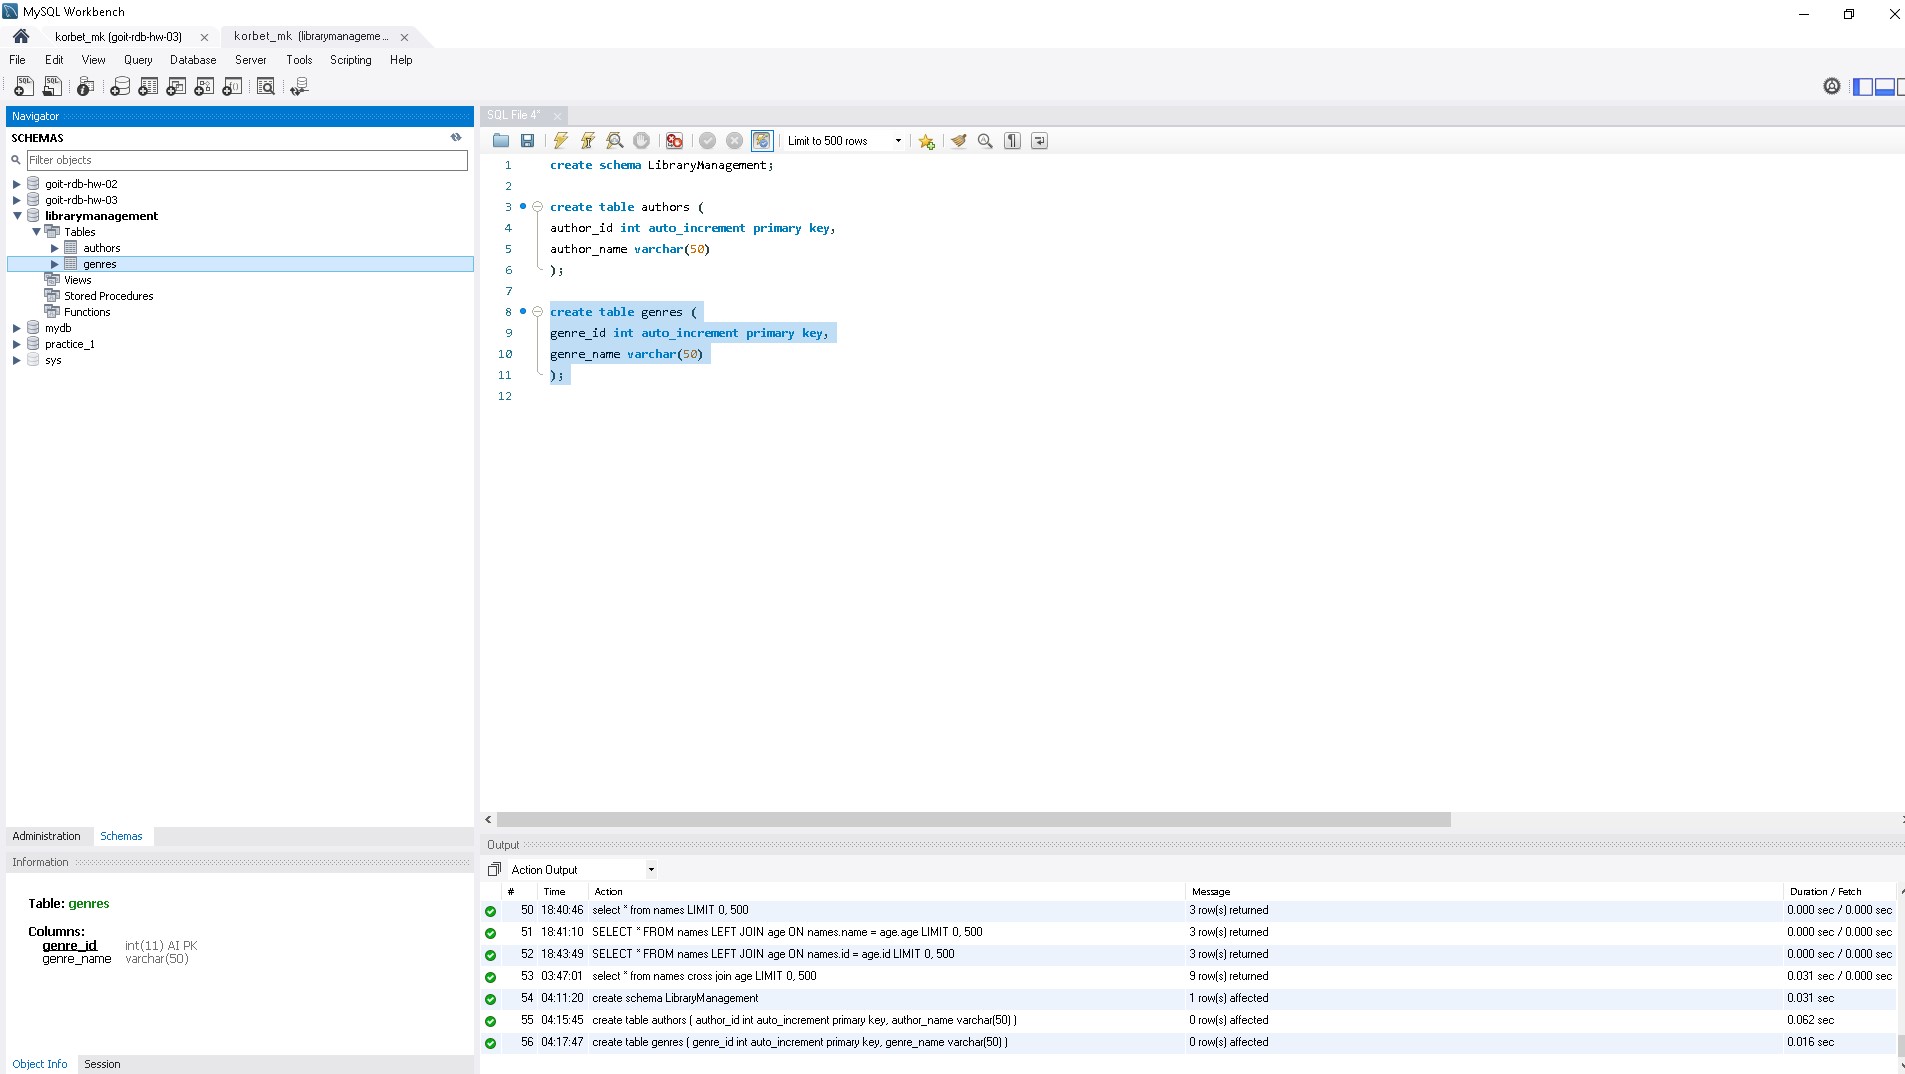 MySQL Workbench
korbet_mk (goit-rdb-hw-03)
korbet_mk (librarymanageme...
File Edit View Query Database Server Tools Scripting Help
Navigator
SCHEMAS
Filter objects
goit-rdb-hw-02
goit-rdb-hw-03
librarymanagement
Tables
authors
genres
Views
Stored Procedures
Functions
mydb
practice_1
sys
Administration Schemas
Information
Table: genres
Columns:
genre_id int(11) AI PK
genre_name varchar(50)
Object Info Session
SQL File 4*
Limit to 500 rows
1 create schema LibraryManagement;
2
3 create table authors (
4 author_id int auto_increment primary key,
5 author_name varchar(50)
6 );
7
8 create table genres (
9 genre_id int auto_increment primary key,
10 genre_name varchar(50)
11 );
12
Output
Action Output
# Time Action Message Duration / Fetch
50 18:40:46 select * from names LIMIT 0, 500 3 row(s) returned 0.000 sec / 0.000 sec
51 18:41:10 SELECT * FROM names LEFT JOIN age ON names.name = age.age LIMIT 0, 500 3 row(s) returned 0.000 sec / 0.000 sec
52 18:43:49 SELECT * FROM names LEFT JOIN age ON names.id = age.id LIMIT 0, 500 3 row(s) returned 0.000 sec / 0.000 sec
53 03:47:01 select * from names cross join age LIMIT 0, 500 9 row(s) returned 0.031 sec / 0.000 sec
54 04:11:20 create schema LibraryManagement 1 row(s) affected 0.031 sec
55 04:15:45 create table authors ( author_id int auto_increment primary key, author_name varchar(50) ) 0 row(s) affected 0.062 sec
56 04:17:47 create table genres ( genre_id int auto_increment primary key, genre_name varchar(50) ) 0 row(s) affected 0.016 sec